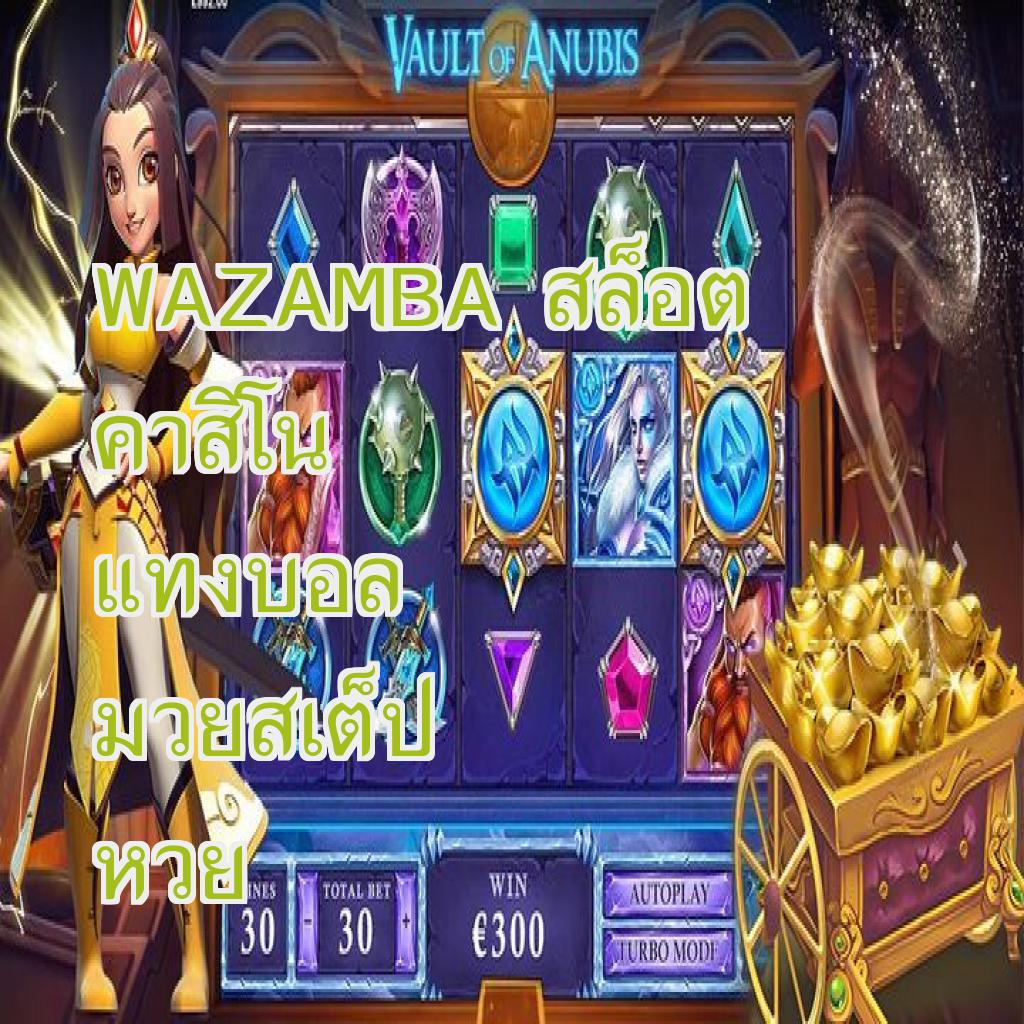 VAULT OF ANUBIS
WAZAMBA สล็อต
คาสิโน
แทงบอล
มวยสเต็ป
หวย
TOTAL BET
WIN
AUTOPLAY
30
- 30 +
€300
TURBO MODE